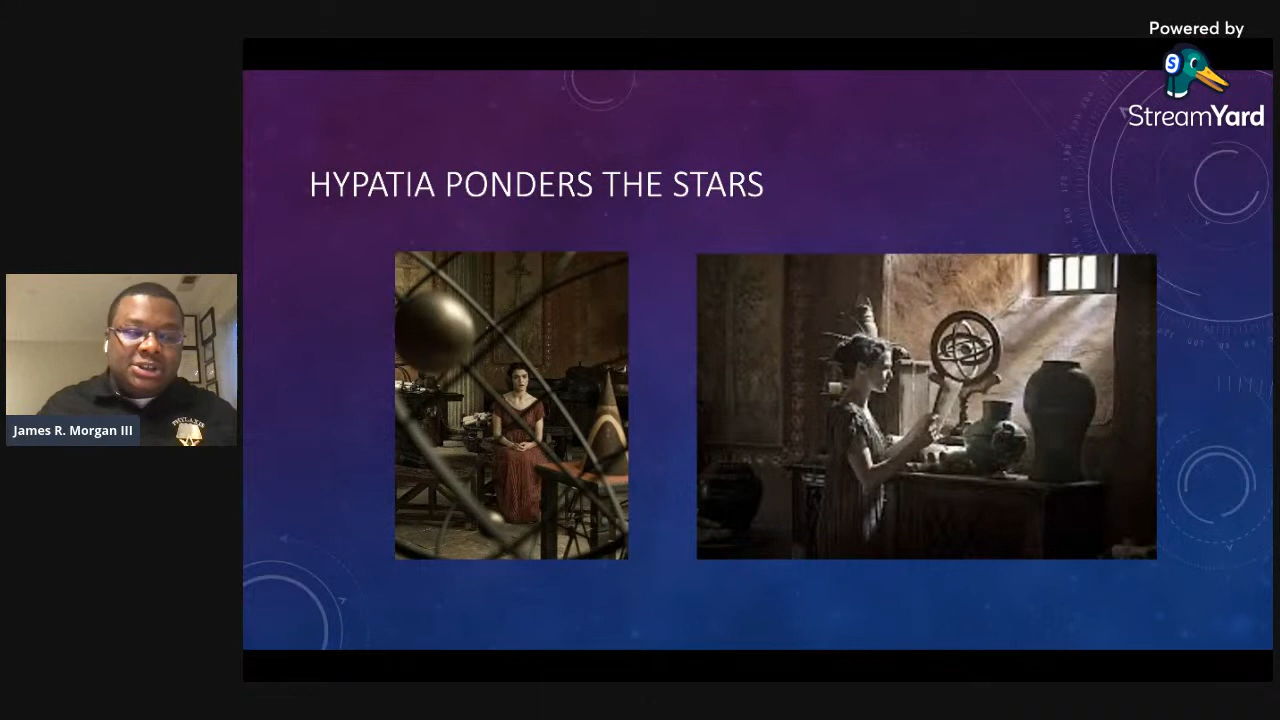 Powered by
S
StreamYard
HYPATIA PONDERS THE STARS
James R. Morgan III